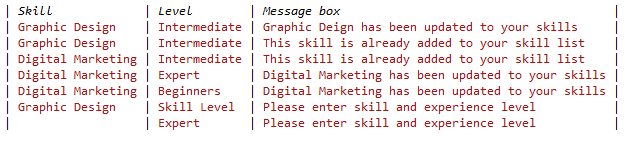 | Skill | Level | Message box |
| Graphic Design | Intermediate | Graphic Deign has been updated to your skills |
| Graphic Design | Intermediate | This skill is already added to your skill list |
| Digital Marketing | Intermediate | This skill is already added to your skill list |
| Digital Marketing | Expert | Digital Marketing has been updated to your skills |
| Digital Marketing | Beginners | Digital Marketing has been updated to your skills |
| Graphic Design | Skill Level | Please enter skill and experience level |
| | Expert | Please enter skill and experience level |